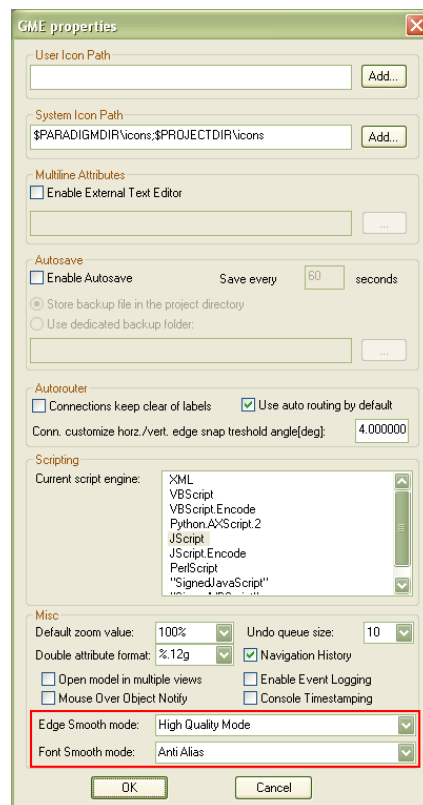 GME properties
User Icon Path
Add...
System Icon Path
$PARADIGMDIR\icons;$PROJECTDIR\icons
Add...
Multiline Attributes
Enable External Text Editor
...
Autosave
Enable Autosave Save every 60 seconds
Store backup file in the project directory
Use dedicated backup folder:
...
Autorouter
Connections keep clear of labels Use auto routing by default
Conn. customize horz./vert. edge snap treshold angle[deg]: 4.000000
Scripting
Current script engine: XML
VBScript
VBScript.Encode
Python.AXScript.2
JScript
JScript.Encode
PerlScript
"SignedJavaScript"
Misc
Default zoom value: 100% Undo queue size: 10
Double attribute format: %.12g Navigation History
Open model in multiple views Enable Event Logging
Mouse Over Object Notify Console Timestamping
Edge Smooth mode: High Quality Mode
Font Smooth mode: Anti Alias
OK Cancel